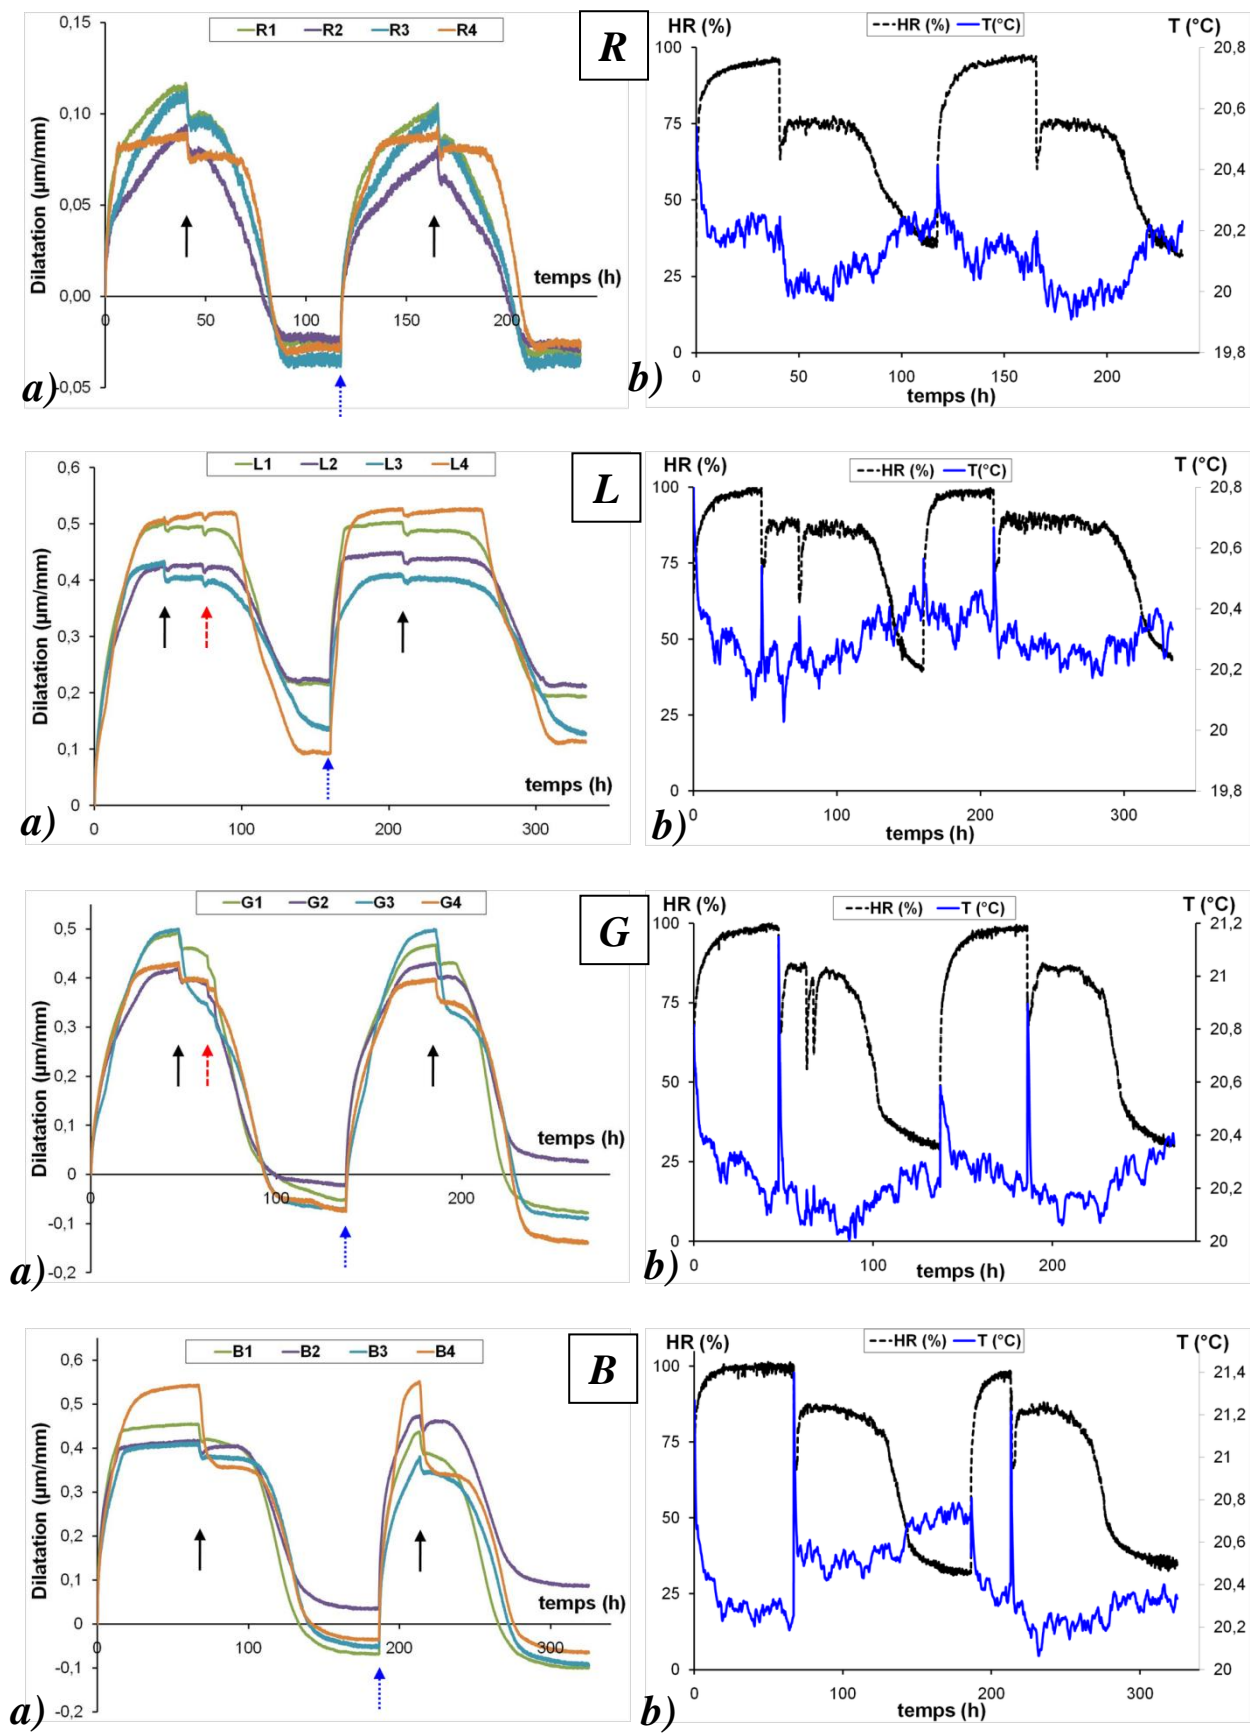 R1 R2 R3 R4
R
HR (%) T (°C)
HR (%) T(°C)
0,15
0,10
0,05
0,00
-0,05
Dilatation (µm/mm)
temps (h)
0 50 100 150 200
a)
100
75
50
25
0
20,8
20,6
20,4
20,2
20
19,8
0 50 100 150 200
temps (h)
b)
L1 L2 L3 L4
L
HR (%) T (°C)
HR (%) T(°C)
0,6
0,5
0,4
0,3
0,2
0,1
0
Dilatation (µm/mm)
temps (h)
0 100 200 300
a)
100
75
50
25
0
20,8
20,6
20,4
20,2
20
19,8
0 100 200 300
temps (h)
b)
G1 G2 G3 G4
G
HR (%) T (°C)
HR (%) T (°C)
0,5
0,4
0,3
0,2
0,1
0
-0,1
-0,2
Dilatation (µm/mm)
temps (h)
0 100 200
a)
100
75
50
25
0
21,2
21
20,8
20,6
20,4
20,2
20
0 100 200
temps (h)
b)
B1 B2 B3 B4
B
HR (%) T (°C)
HR (%) T (°C)
0,6
0,5
0,4
0,3
0,2
0,1
0
-0,1
-0,2
Dilatation (µm/mm)
temps (h)
0 100 200 300
a)
100
75
50
25
0
21,4
21,2
21
20,8
20,6
20,4
20,2
20
0 100 200 300
temps (h)
b)